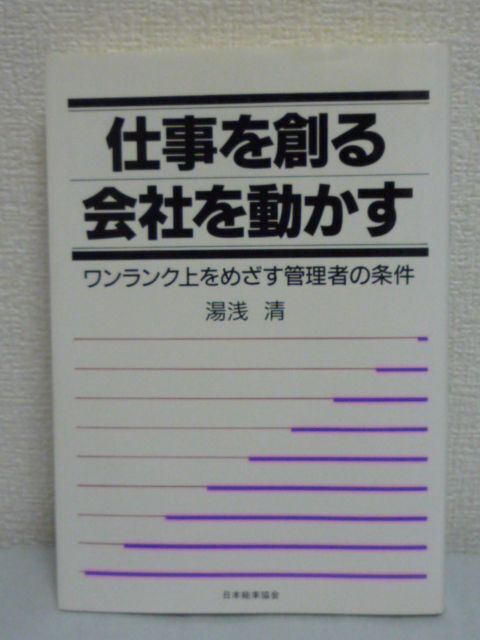 仕事を創る
会社を動かす
ワンランク上をめざす管理者の条件
湯浅 清
日本能率協会